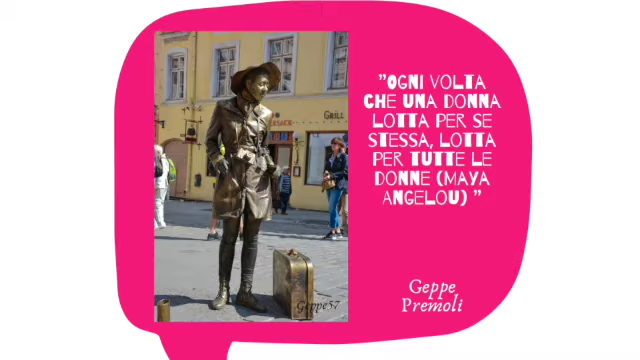 "OGNI VOLTA
CHE UNA DONNA
LOTTA PER SE
STESSA, LOTTA
PER TUTTE LE
DONNE (MAYA
ANGELOU) "
GRILL
Geppe57
Geppe
Premoli